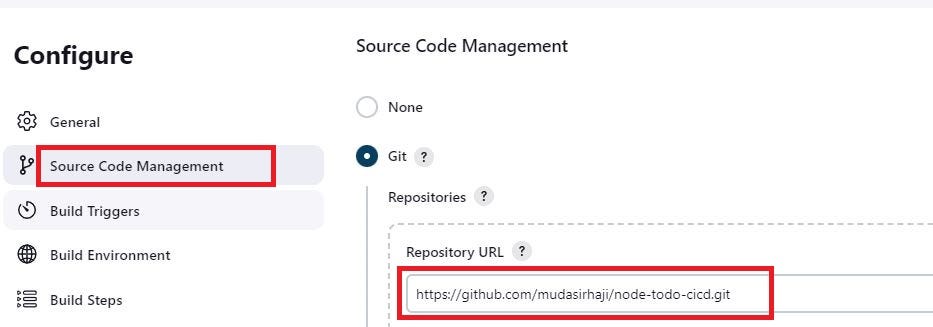 Configure
General
Source Code Management
Build Triggers
Build Environment
Build Steps
Source Code Management
None
Git ?
Repositories ?
Repository URL ?
https://github.com/mudasirhaji/node-todo-cicd.git